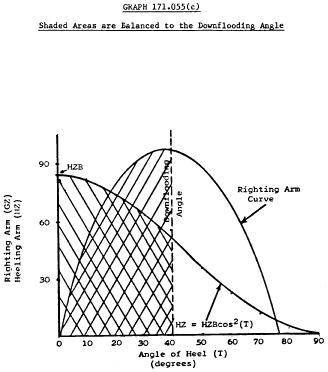 GRAPH 171.055(c)
Shaded Areas are Balanced to the Downflooding Angle
Righting Arm (GZ)
Heeling Arm (HZ)
90
60
30
HZB
Downflooding
Angle
Righting Arm
Curve
HZ = HZBcos²(T)
0 10 20 30 40 50 60 70 80 90
Angle of Heel (T)
(degrees)